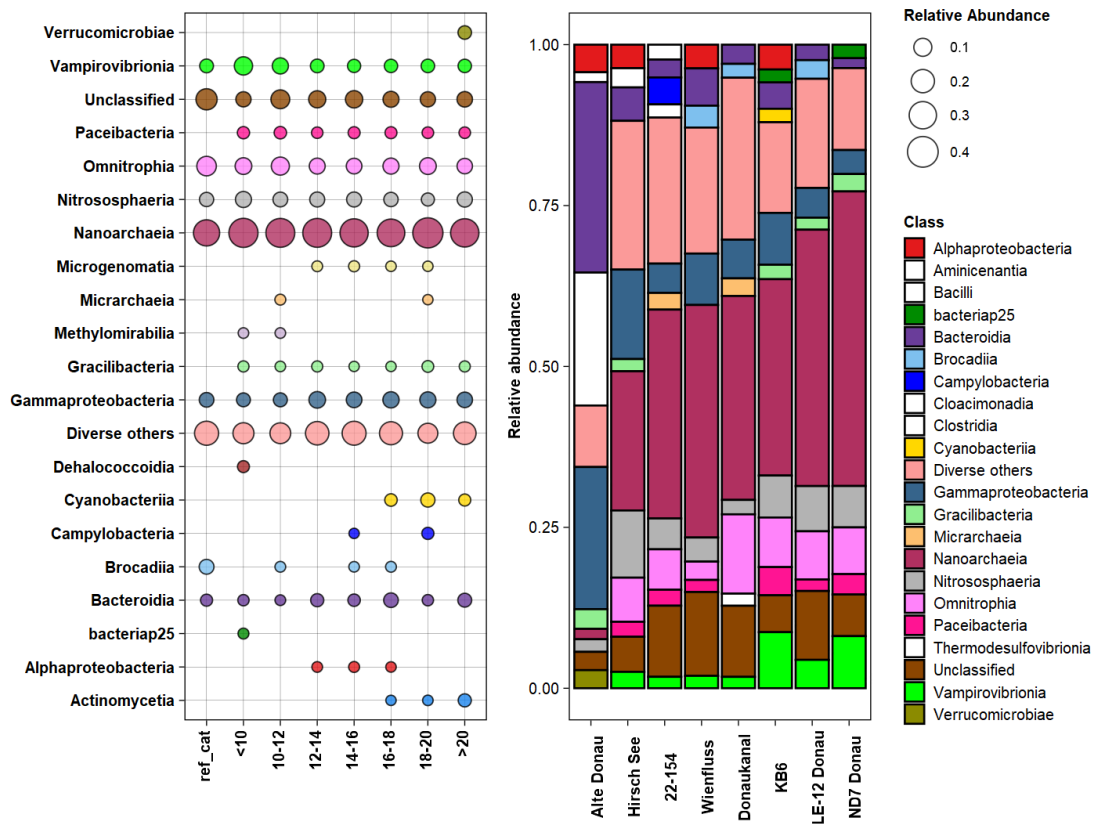 Verrucomicrobiae
Vampirovibrionia
Unclassified
Paceibacteria
Omnitrophia
Nitrososphaeria
Nanoarchaeia
Microgenomatia
Micrarchaeia
Methylomirabilia
Gracilibacteria
Gammaproteobacteria
Diverse others
Dehalococcoidia
Cyanobacteriia
Campylobacteria
Brocadiia
Bacteroidia
bacteriap25
Alphaproteobacteria
Actinomycetia
ref_cat
<10
10-12
12-14
14-16
16-18
18-20
>20
Relative abundance
1.00
0.75
0.50
0.25
0.00
Alte Donau
Hirsch See
22-154
Wienfluss
Donaukanal
KB6
LE-12 Donau
ND7 Donau
Relative Abundance
0.1
0.2
0.3
0.4
Class
Alphaproteobacteria
Aminicenantia
Bacilli
bacteriap25
Bacteroidia
Brocadiia
Campylobacteria
Cloacimonadia
Clostridia
Cyanobacteriia
Diverse others
Gammaproteobacteria
Gracilibacteria
Micrarchaeia
Nanoarchaeia
Nitrososphaeria
Omnitrophia
Paceibacteria
Thermodesulfovibrionia
Unclassified
Vampirovibrionia
Verrucomicrobiae